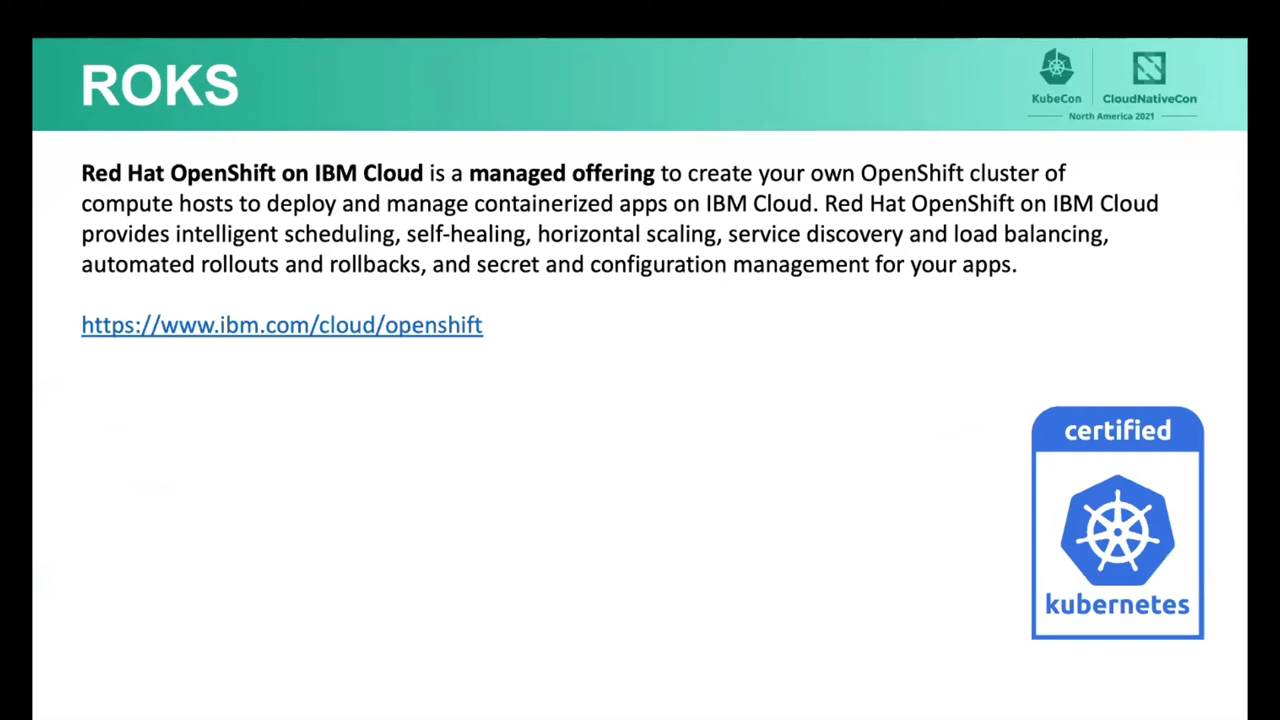 ROKS
KubeCon
CloudNativeCon
North America 2021
Red Hat OpenShift on IBM Cloud is a managed offering to create your own OpenShift cluster of
compute hosts to deploy and manage containerized apps on IBM Cloud. Red Hat OpenShift on IBM Cloud
provides intelligent scheduling, self-healing, horizontal scaling, service discovery and load balancing,
automated rollouts and rollbacks, and secret and configuration management for your apps.
https://www.ibm.com/cloud/openshift
certified
kubernetes